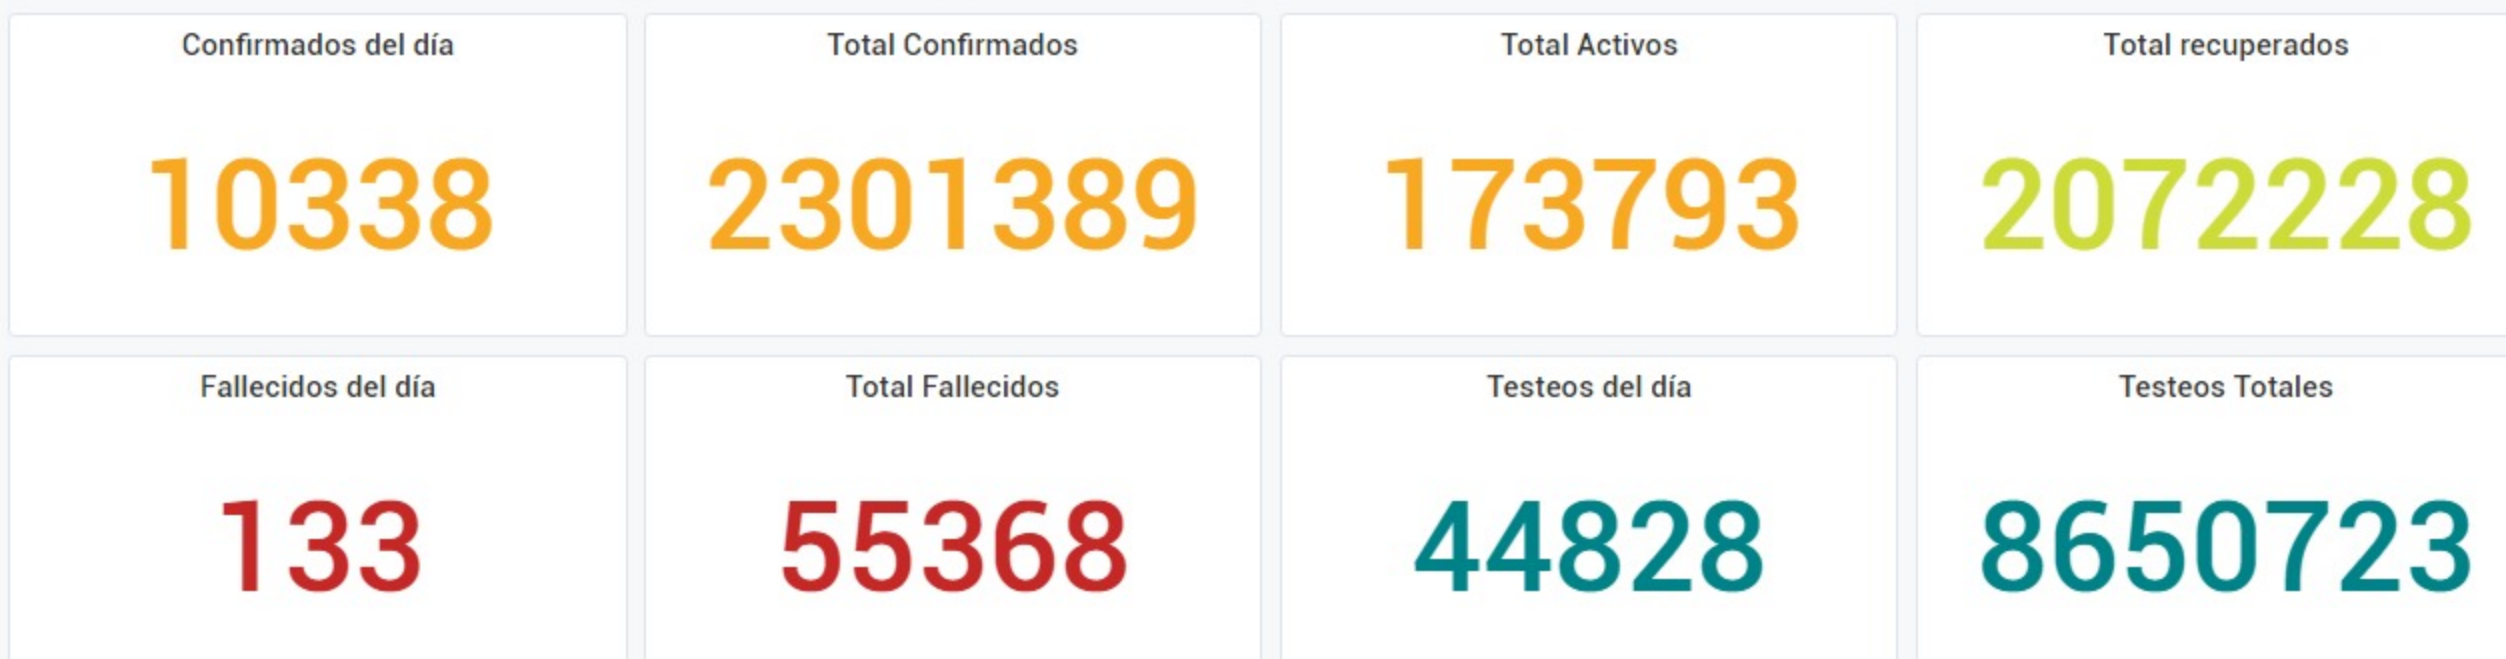 Confirmados del día
10338
Total Confirmados
2301389
Total Activos
173793
Total recuperados
2072228
Fallecidos del día
133
Total Fallecidos
55368
Testeos del día
44828
Testeos Totales
8650723